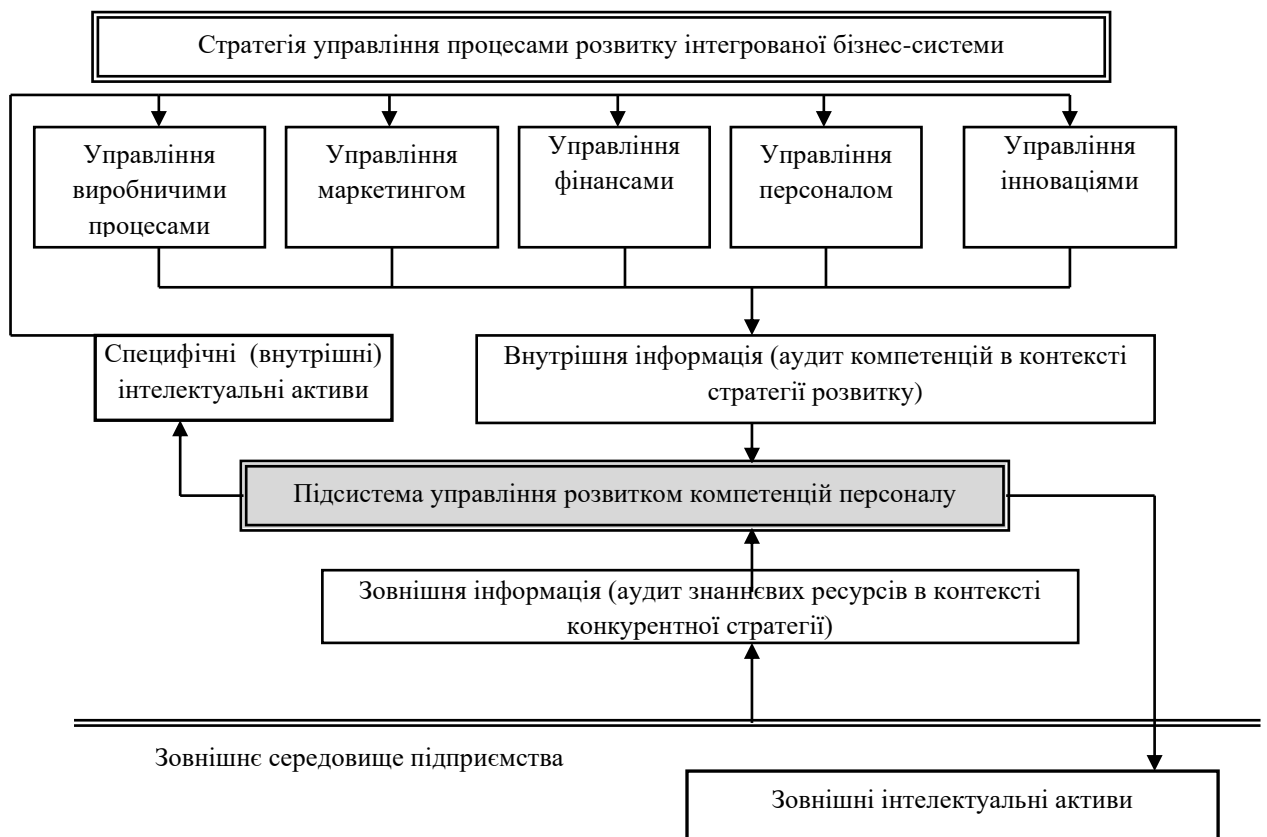 Стратегія управління процесами розвитку інтегрованої бізнес-системи
Управління
виробничими
процесами
Управління
маркетингом
Управління
фінансами
Управління
персоналом
Управління
інноваціями
Специфічні (внутрішні)
інтелектуальні активи
Внутрішня інформація (аудит компетенцій в контексті
стратегії розвитку)
Підсистема управління розвитком компетенцій персоналу
Зовнішня інформація (аудит знаннєвих ресурсів в контексті
конкурентної стратегії)
Зовнішнє середовище підприємства
Зовнішні інтелектуальні активи